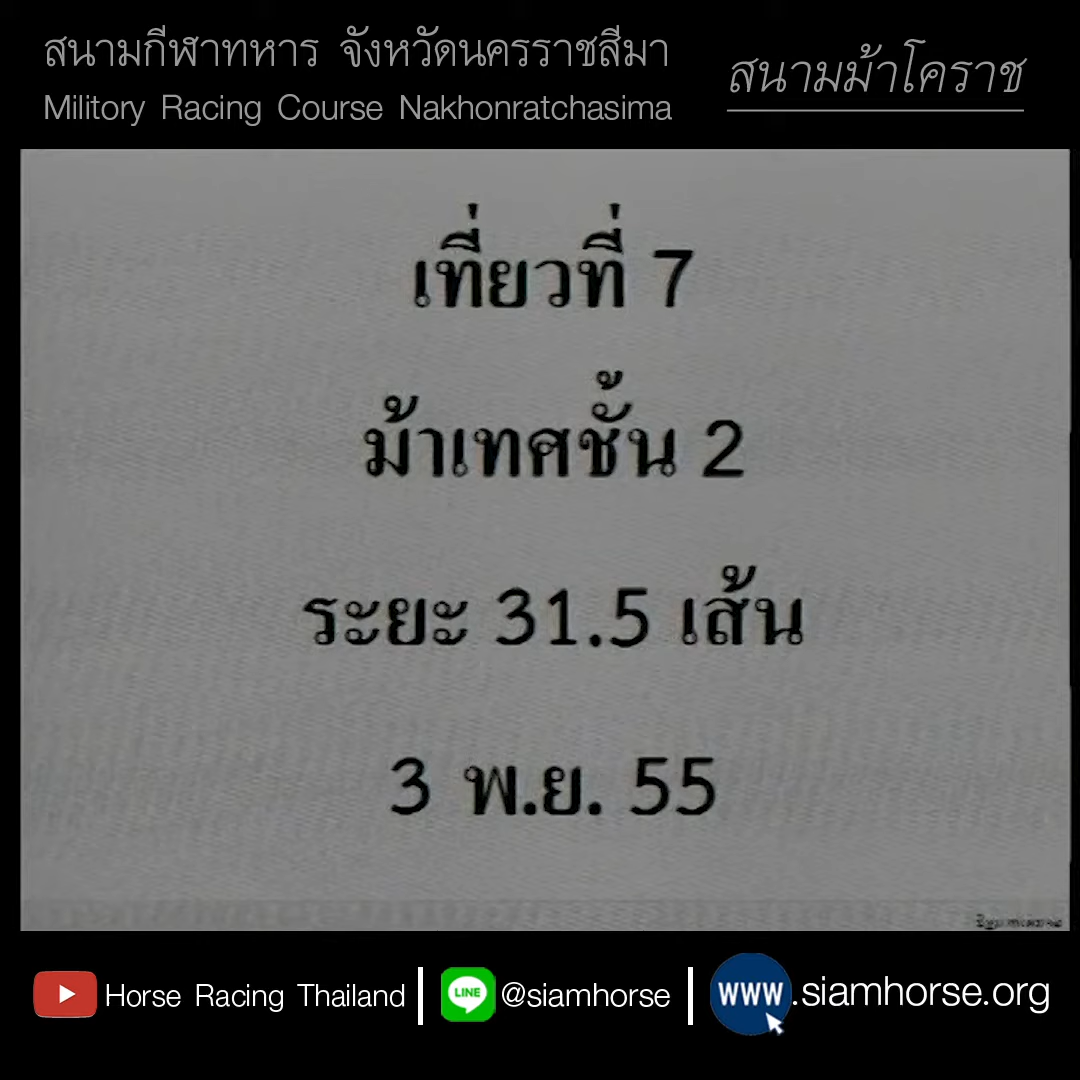 สนามกีฬาทหาร จังหวัดนครราชสีมา
Militory Racing Course Nakhonratchasima
สนามม้าโคราช
เที่ยวที่ 7
ม้าเทศชั้น 2
ระยะ 31.5 เส้น
3 พ.ย. 55
Horse Racing Thailand
LINE
@siamhorse
www.siamhorse.org